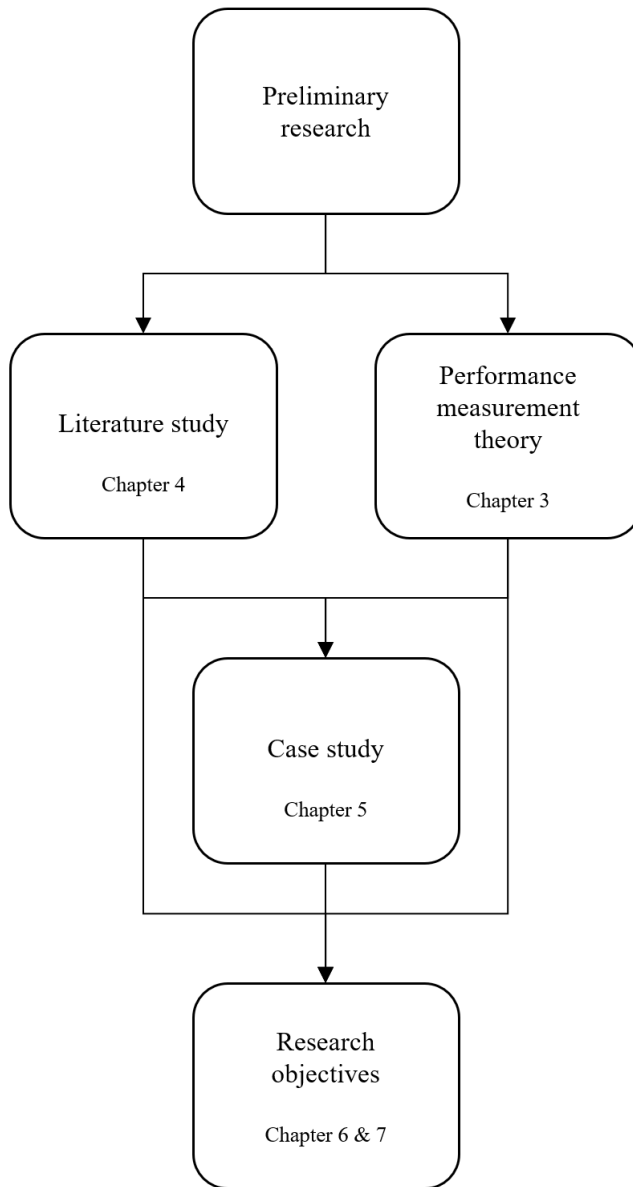 Preliminary
research
Literature study
Chapter 4
Performance
measurement
theory
Chapter 3
Case study
Chapter 5
Research
objectives
Chapter 6 & 7